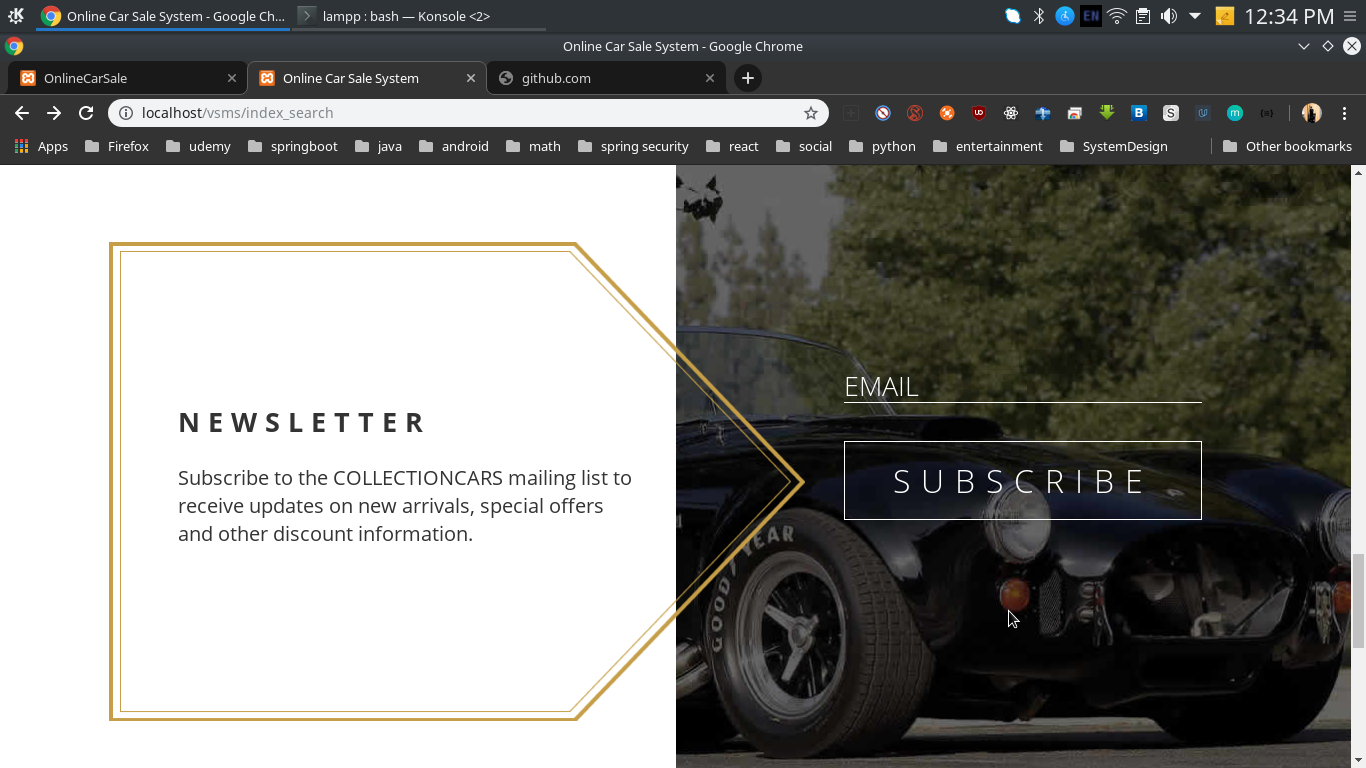 Online Car Sale System - Google Ch...
lampp : bash — Konsole <2>
EN
12:34 PM
Online Car Sale System - Google Chrome
OnlineCarSale
Online Car Sale System
github.com
localhost/vsms/index_search
Apps
Firefox
udemy
springboot
java
android
math
spring security
react
social
python
entertainment
SystemDesign
Other bookmarks
NEWSLETTER
Subscribe to the COLLECTIONCARS mailing list to
receive updates on new arrivals, special offers
and other discount information.
EMAIL
SUBSCRIBE
GOODYEAR